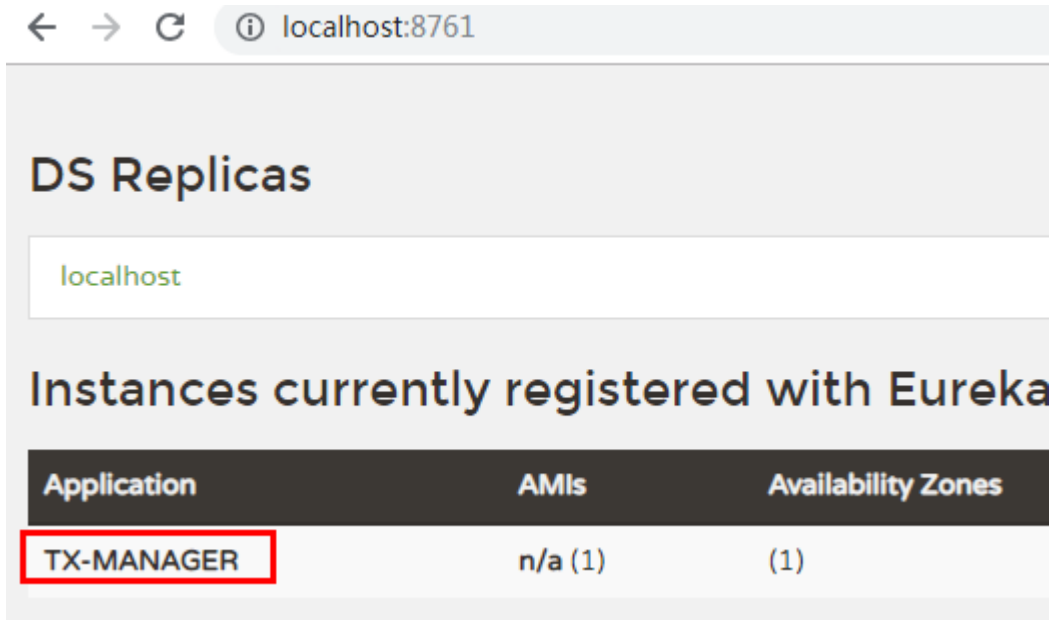 localhost:8761
DS Replicas
localhost
Instances currently registered with Eureka
Application AMIs Availability Zones
TX-MANAGER n/a (1) (1)